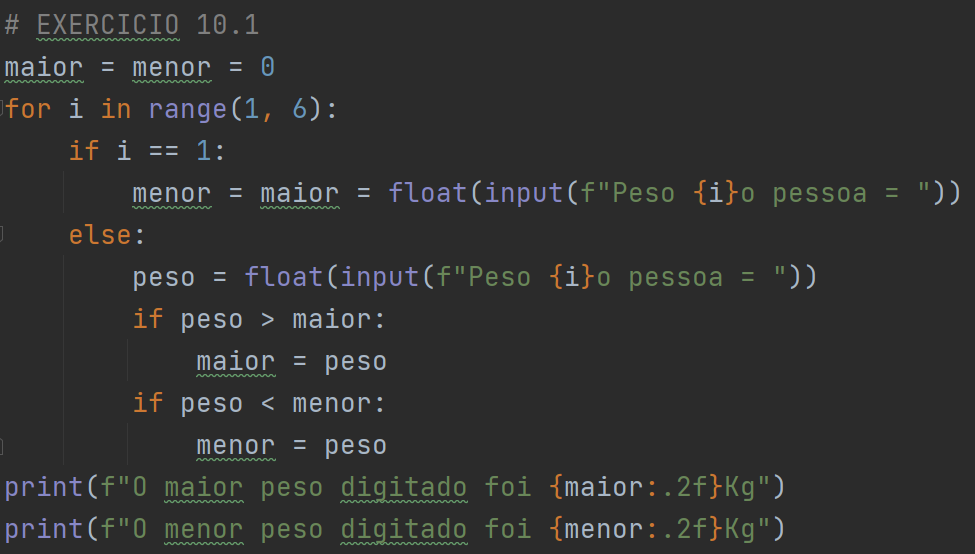 # EXERCICIO 10.1
maior = menor = 0
for i in range(1, 6):
    if i == 1:
        menor = maior = float(input(f"Peso {i}o pessoa = "))
    else:
        peso = float(input(f"Peso {i}o pessoa = "))
        if peso > maior:
            maior = peso
        if peso < menor:
            menor = peso
print(f"O maior peso digitado foi {maior:.2f}Kg")
print(f"O menor peso digitado foi {menor:.2f}Kg")